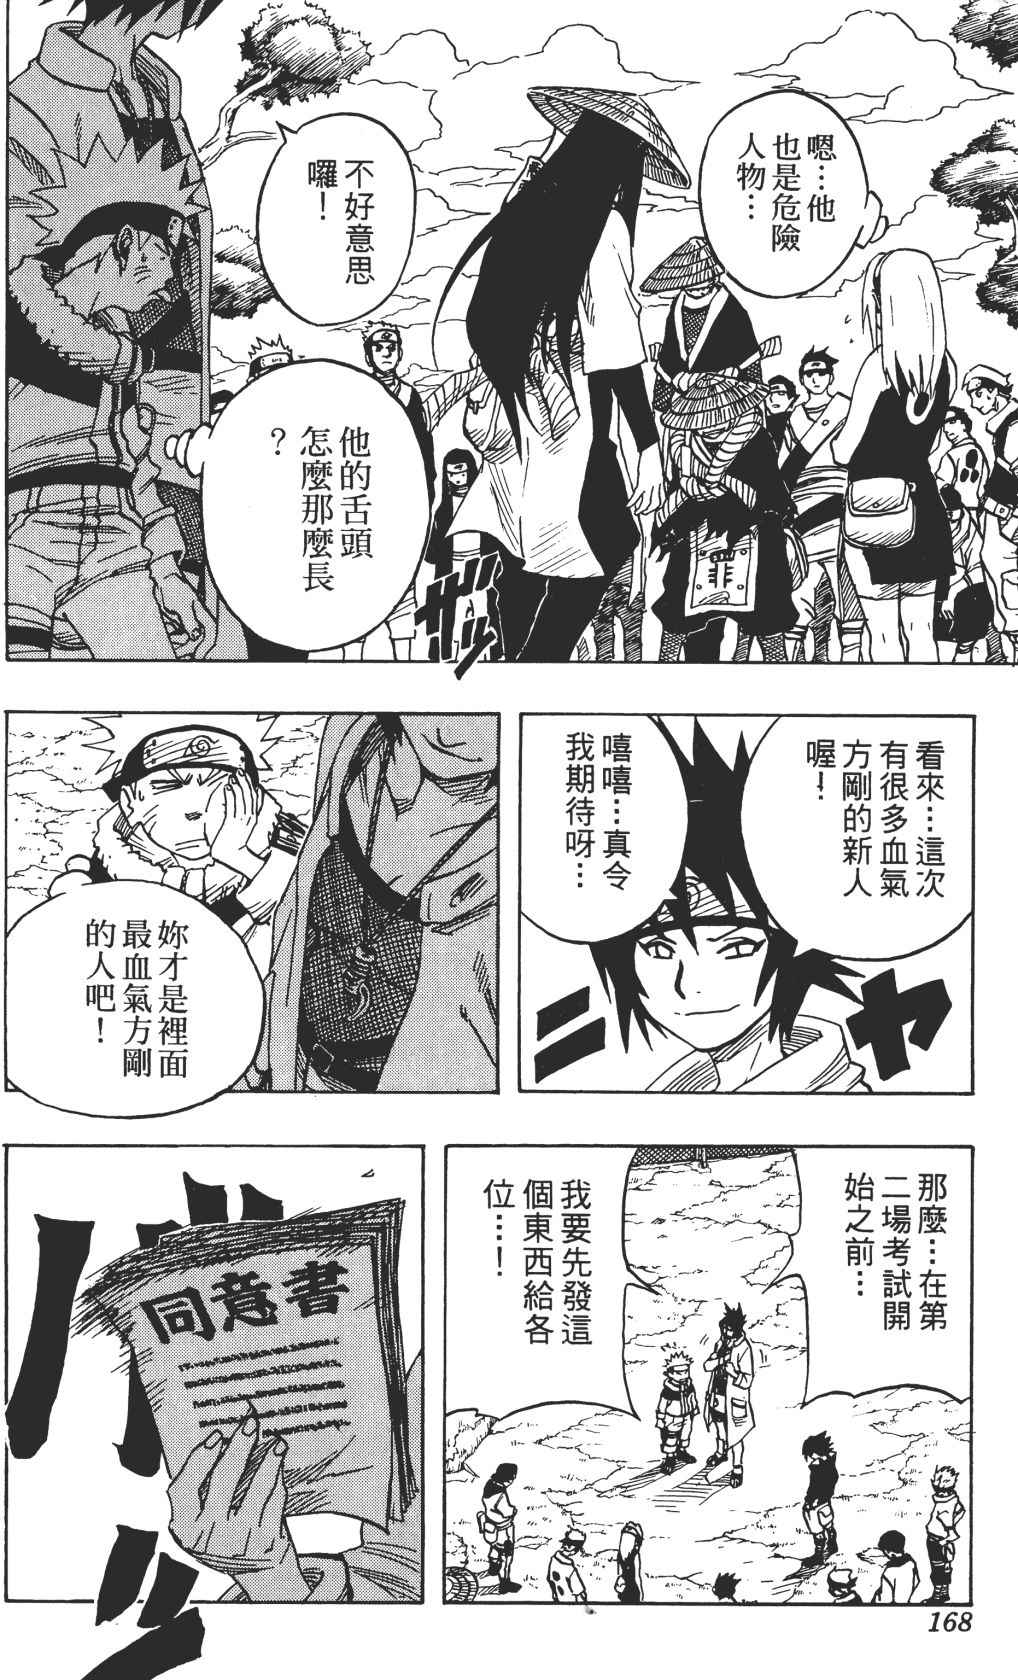 嗯…他
也是危險
人物…
不好意思
囉！
他的舌頭
怎麼那麼長
？
看來…這次
有很多血氣
方剛的新人
喔！
嘻嘻…真令
我期待呀…
妳才是裡面
最血氣方剛
的人吧！
那麼…在第
二場考試開
始之前…
我要先發這
個東西給各
位…！
同意書
ニヤ
168